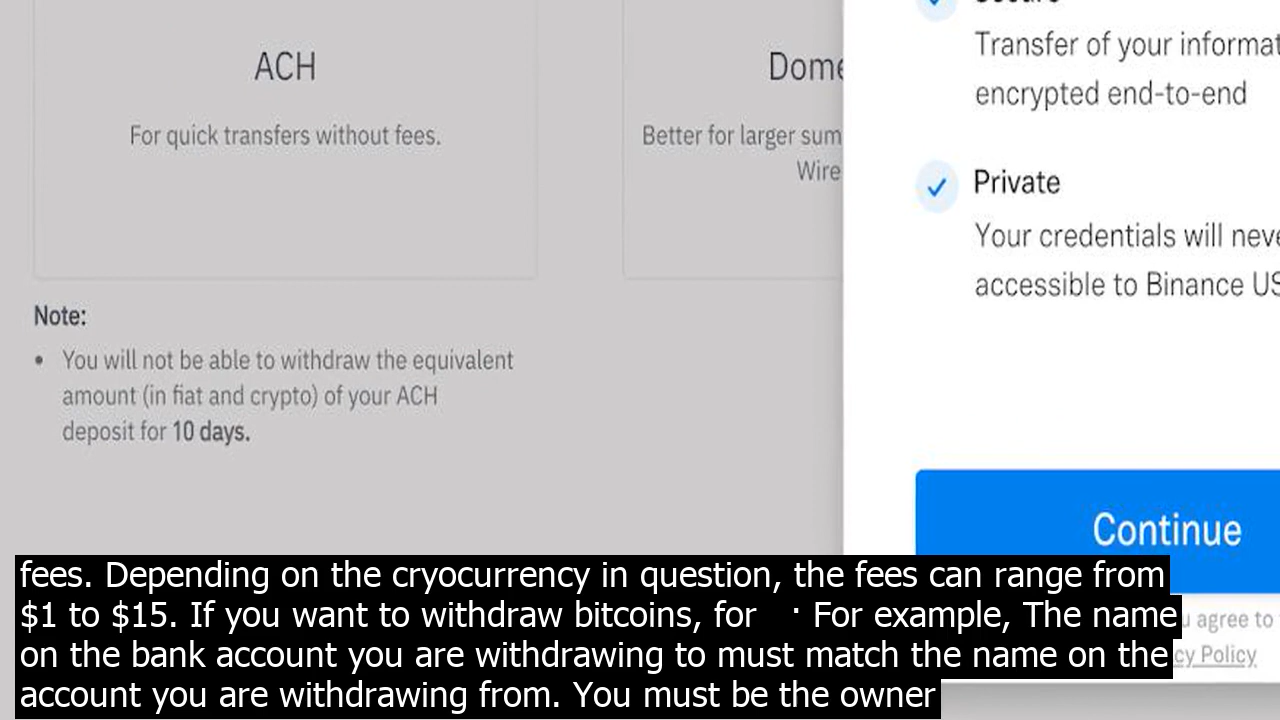 ACH
For quick transfers without fees.
Better for larger sum
Wire
Transfer of your informat
encrypted end-to-end
Private
Your credentials will neve
accessible to Binance US
Note:
• You will not be able to withdraw the equivalent
amount (in fiat and crypto) of your ACH
deposit for 10 days.
Continue
agree to
cy Policy
fees. Depending on the cryocurrency in question, the fees can range from
$1 to $15. If you want to withdraw bitcoins, for · For example, The name
on the bank account you are withdrawing to must match the name on the
account you are withdrawing from. You must be the owner